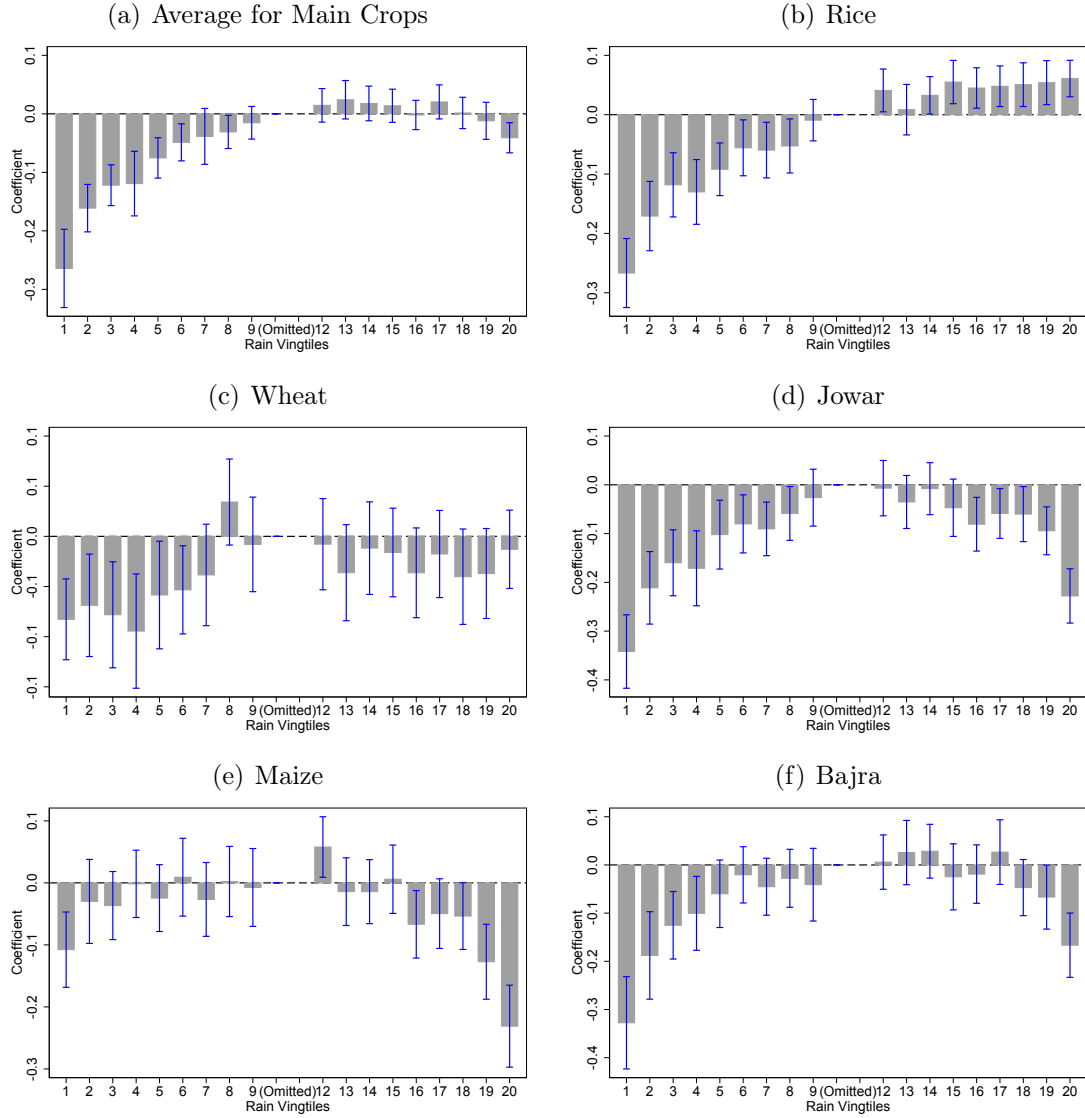 (a) Average for Main Crops
Coefficient
0.1
0.0
-0.1
-0.2
-0.3
1 2 3 4 5 6 7 8 9 (Omitted) 12 13 14 15 16 17 18 19 20
Rain Vingtiles
(b) Rice
Coefficient
0.1
0.0
-0.1
-0.2
-0.3
1 2 3 4 5 6 7 8 9 (Omitted) 12 13 14 15 16 17 18 19 20
Rain Vingtiles
(c) Wheat
Coefficient
0.1
0.1
0.0
-0.1
-0.1
-0.1
1 2 3 4 5 6 7 8 9 (Omitted) 12 13 14 15 16 17 18 19 20
Rain Vingtiles
(d) Jowar
Coefficient
0.1
0.0
-0.1
-0.2
-0.3
-0.4
1 2 3 4 5 6 7 8 9 (Omitted) 12 13 14 15 16 17 18 19 20
Rain Vingtiles
(e) Maize
Coefficient
0.1
0.0
-0.1
-0.2
-0.3
1 2 3 4 5 6 7 8 9 (Omitted) 12 13 14 15 16 17 18 19 20
Rain Vingtiles
(f) Bajra
Coefficient
0.1
0.0
-0.1
-0.2
-0.3
-0.4
1 2 3 4 5 6 7 8 9 (Omitted) 12 13 14 15 16 17 18 19 20
Rain Vingtiles